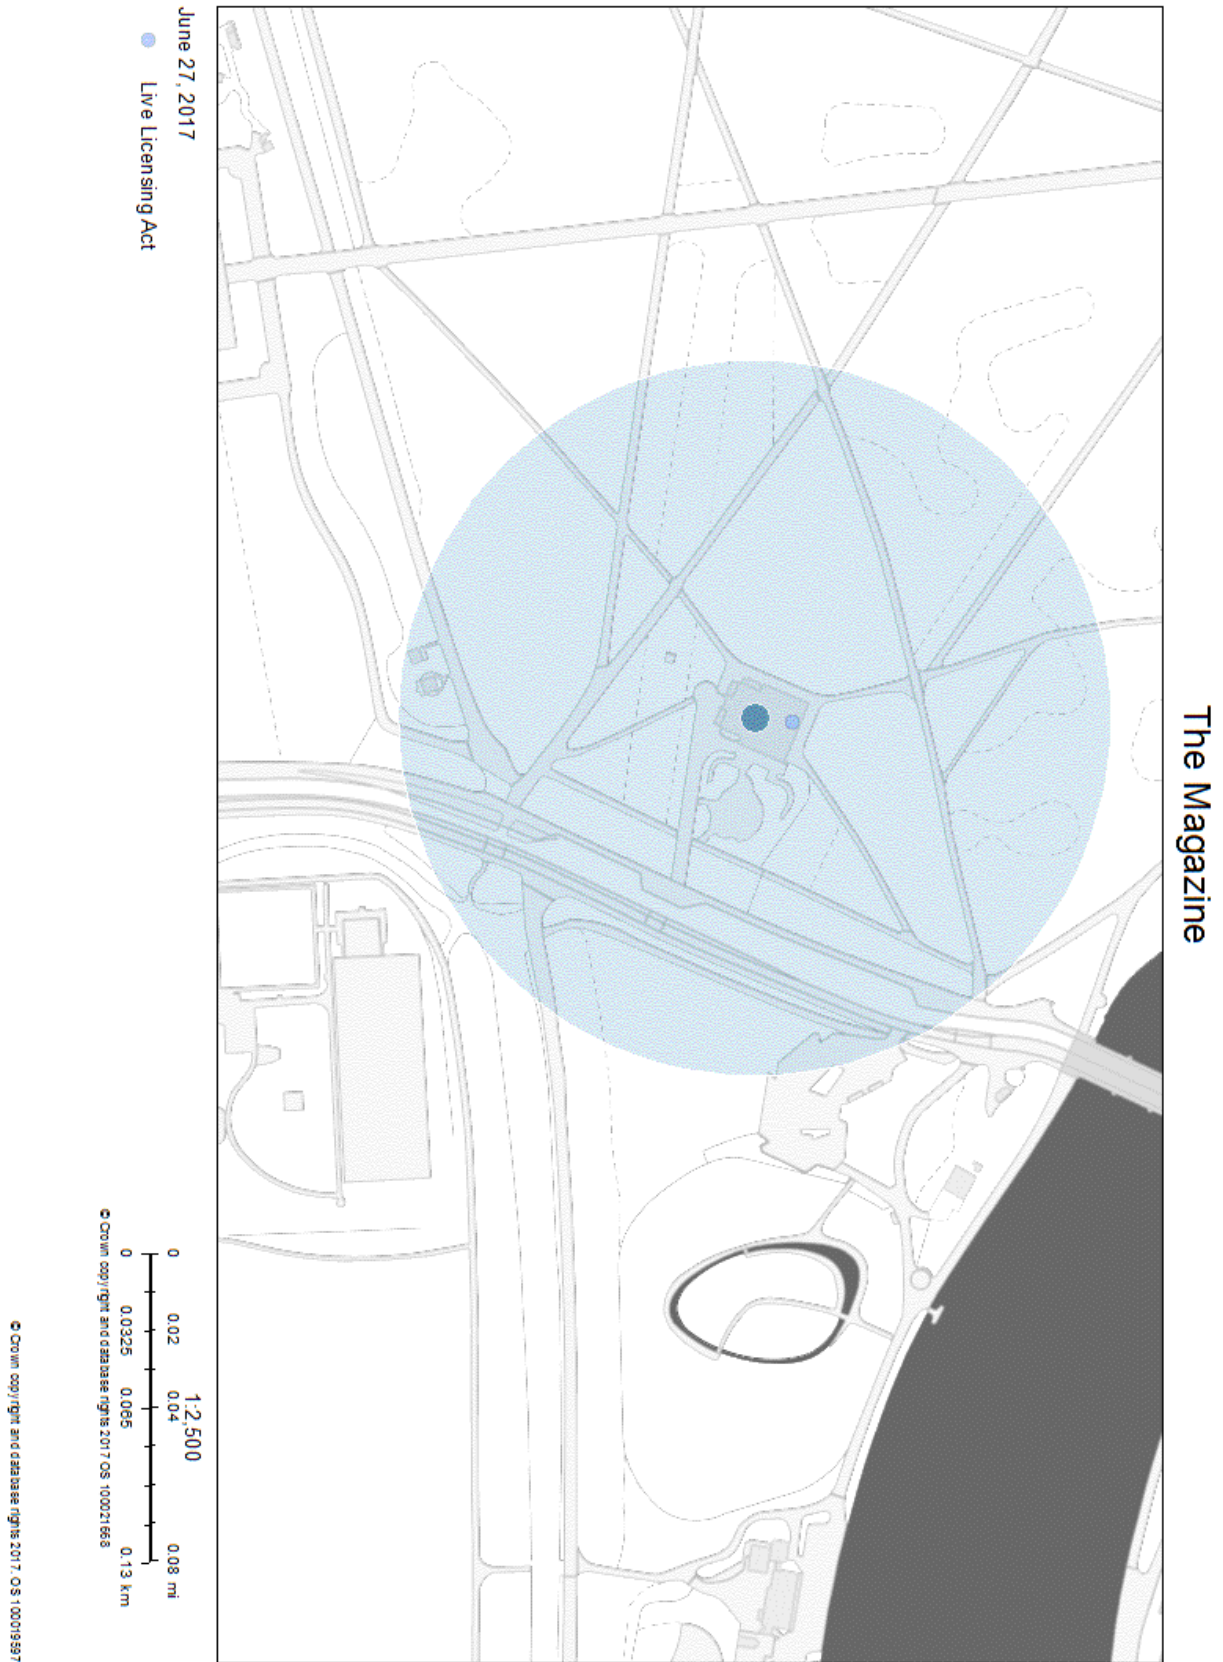 The Magazine
June 27, 2017
Live Licensing Act
1:2,500
0 0.02 0.04 0.08 mi
0 0.0325 0.065 0.13 km
© Crown copyright and database rights 2017 OS 100021668
© Crown copyright and database rights 2017. OS 100019597